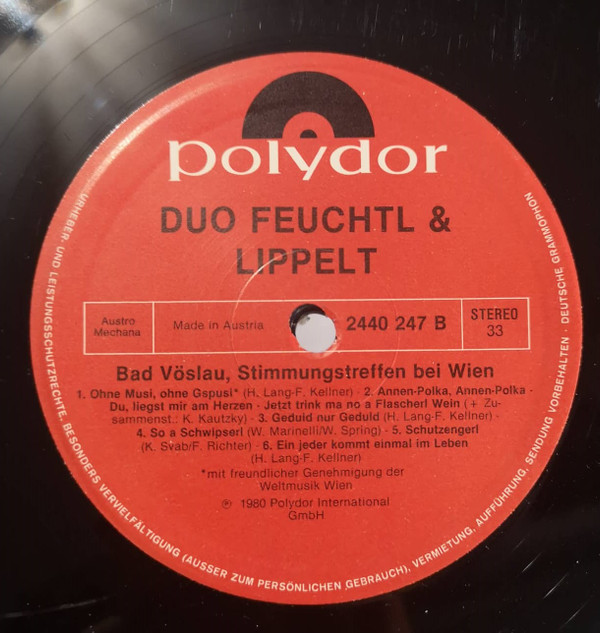 polydor
DUO FEUCHTL &
LIPPELT
Austro
Mechana
Made in Austria
2440 247 B
STEREO
33
Bad Vöslau, Stimmungstreffen bei Wien
1. Ohne Musi, ohne Gspusi* (H. Lang-F. Kellner) · 2. Annen-Polka, Annen-Polka ·
Du, liegst mir am Herzen · Jetzt trink ma no a Flascherl Wein (+ Zu-
sammenst.: K. Kautzky) · 3. Geduld nur Geduld (H. Lang-F. Kellner) ·
4. So a Schwipserl (W. Marinelli/W. Spring) · 5. Schutzengerl
(K. Svab/F. Richter) · 6. Ein jeder kommt einmal im Leben
(H. Lang-F. Kellner)
*mit freundlicher Genehmigung der
Weltmusik Wien
℗ 1980 Polydor International
GmbH
URHEBER- UND LEISTUNGSSCHUTZRECHTE, BESONDERS VERVIELFÄLTIGUNG (AUSSER ZUM PERSÖNLICHEN GEBRAUCH), VERMIETUNG, AUFFÜHRUNG, SENDUNG VORBEHALTEN · DEUTSCHE GRAMMOPHON